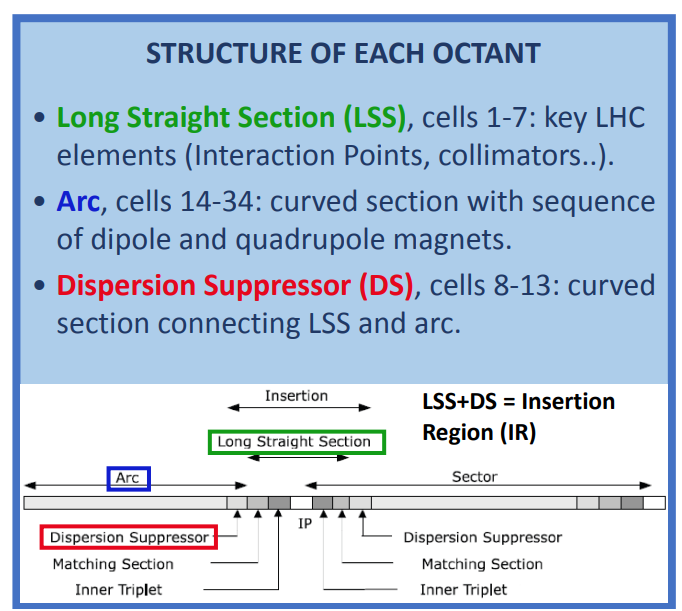 STRUCTURE OF EACH OCTANT
• Long Straight Section (LSS), cells 1-7: key LHC
elements (Interaction Points, collimators..).
• Arc, cells 14-34: curved section with sequence
of dipole and quadrupole magnets.
• Dispersion Suppressor (DS), cells 8-13: curved
section connecting LSS and arc.
Insertion
LSS+DS = Insertion
Region (IR)
Long Straight Section
Arc
Sector
IP
Dispersion Suppressor
Dispersion Suppressor
Matching Section
Matching Section
Inner Triplet
Inner Triplet